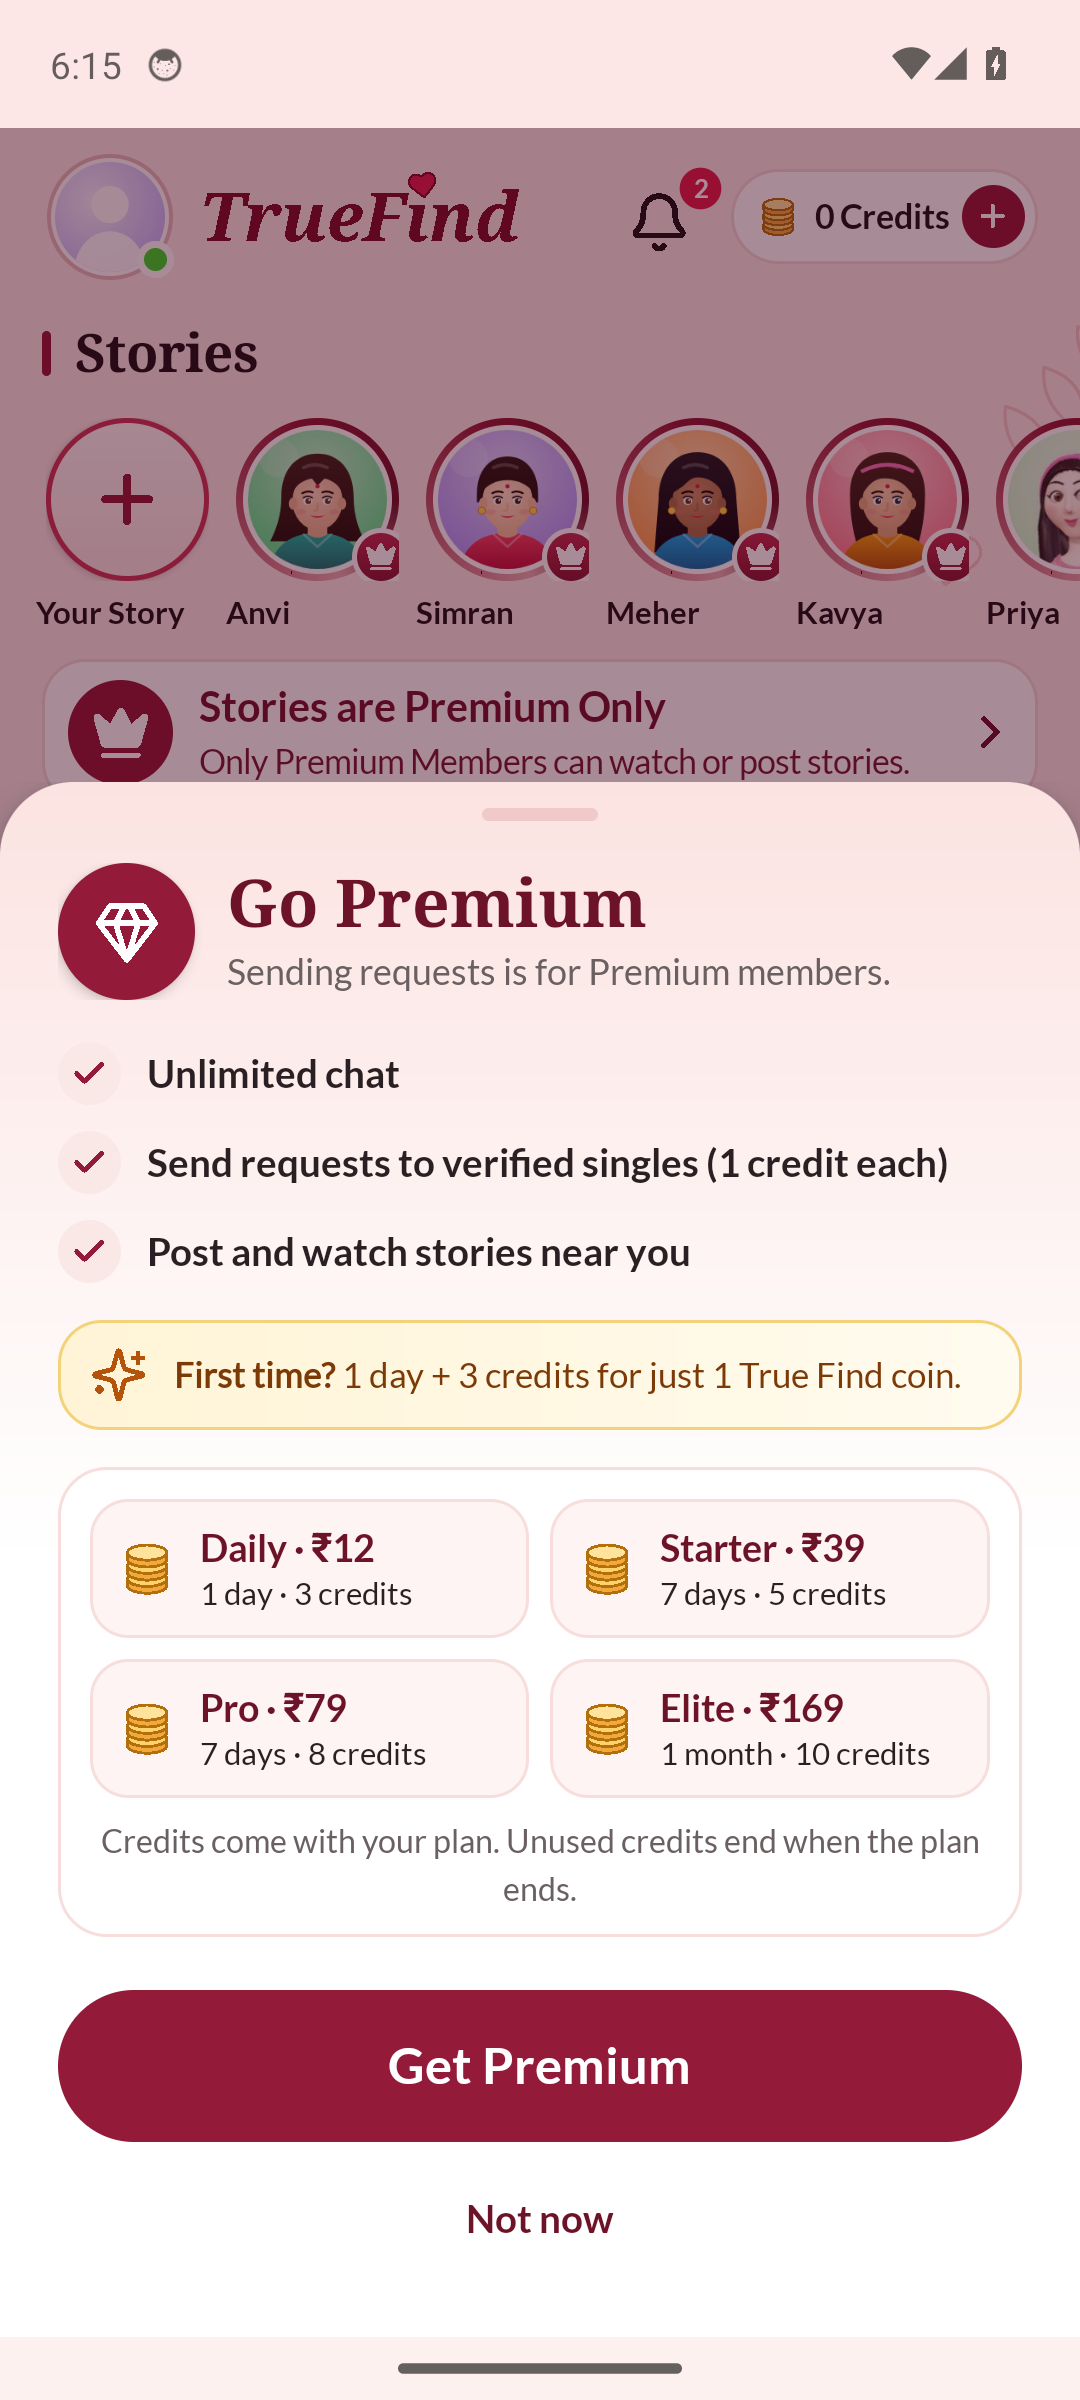 6:15
TrueFind
2
0 Credits
Stories
Your Story
Anvi
Simran
Meher
Kavya
Priya
Stories are Premium Only
Only Premium Members can watch or post stories.
Go Premium
Sending requests is for Premium members.
Unlimited chat
Send requests to verified singles (1 credit each)
Post and watch stories near you
First time? 1 day + 3 credits for just 1 True Find coin.
Daily · ₹12
1 day · 3 credits
Starter · ₹39
7 days · 5 credits
Pro · ₹79
7 days · 8 credits
Elite · ₹169
1 month · 10 credits
Credits come with your plan. Unused credits end when the plan
ends.
Get Premium
Not now